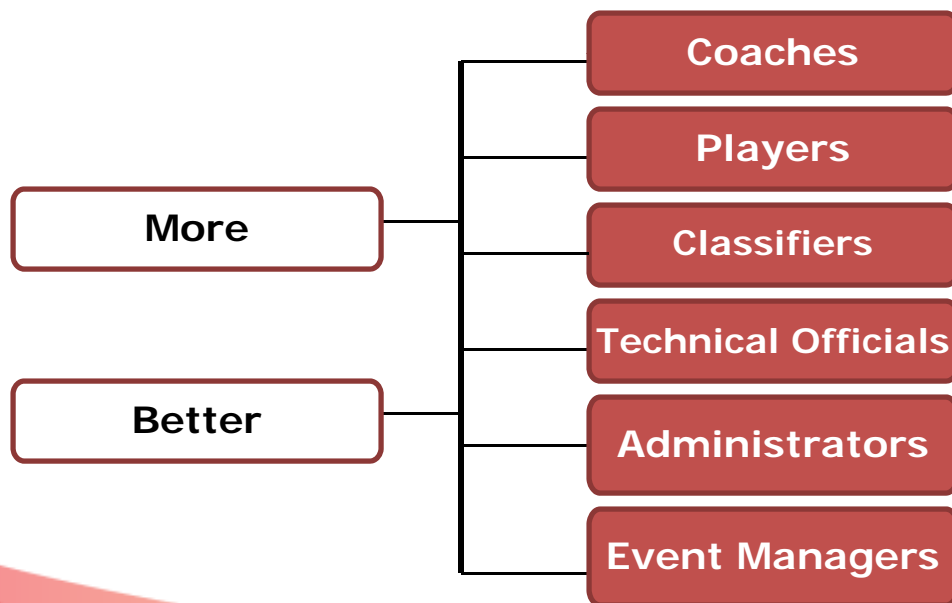 More
Better
Coaches
Players
Classifiers
Technical Officials
Administrators
Event Managers